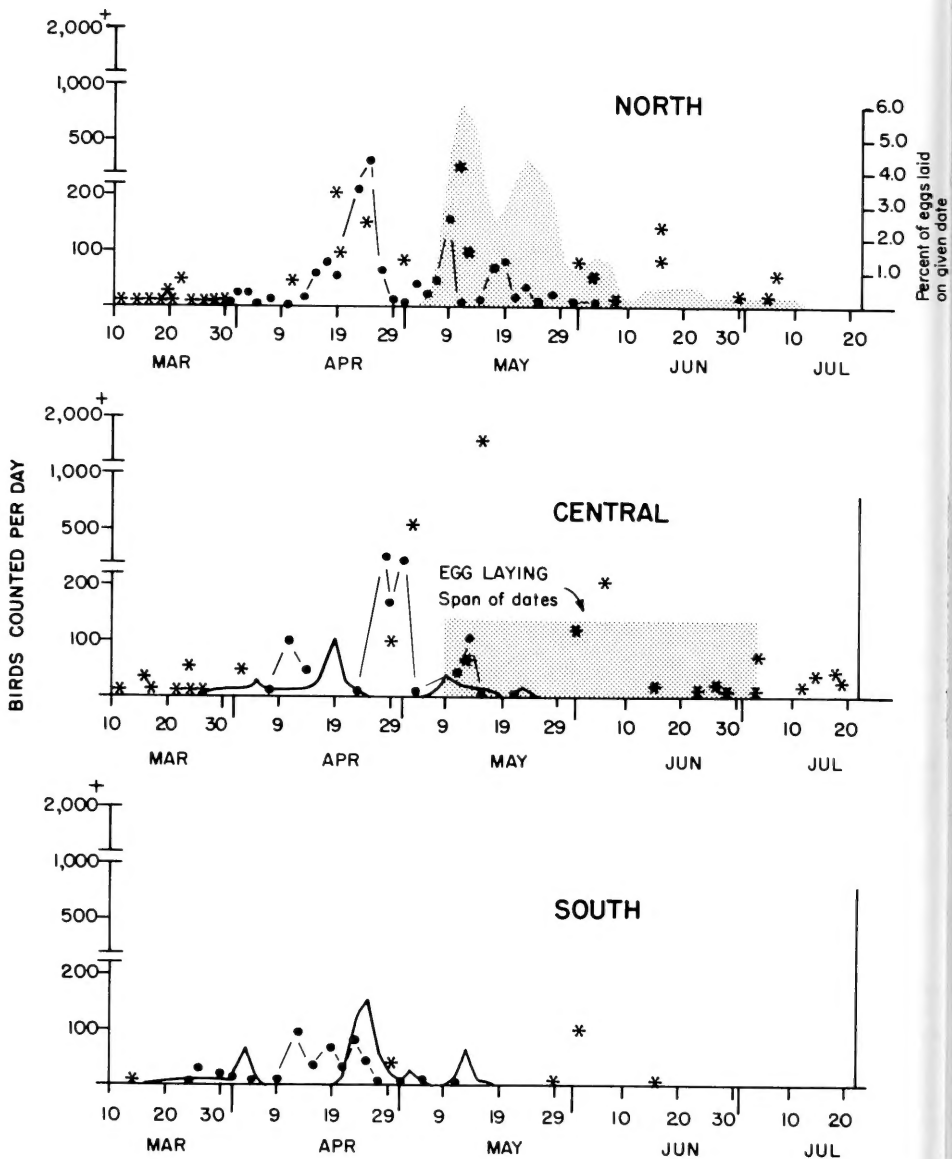 +
2,000
1,000
500
200
100
NORTH
6.0
5.0
4.0
3.0
2.0
1.0
Percent of eggs laid
on given date
10 20 30 9 19 29 9 19 29 10 20 30 10 20
MAR APR MAY JUN JUL
BIRDS COUNTED PER DAY
+
2,000
1,000
500
200
100
CENTRAL
EGG LAYING
Span of dates
10 20 30 9 19 29 9 19 29 10 20 30 10 20
MAR APR MAY JUN JUL
+
2,000
1,000
500
200
100
SOUTH
10 20 30 9 19 29 9 19 29 10 20 30 10 20
MAR APR MAY JUN JUL